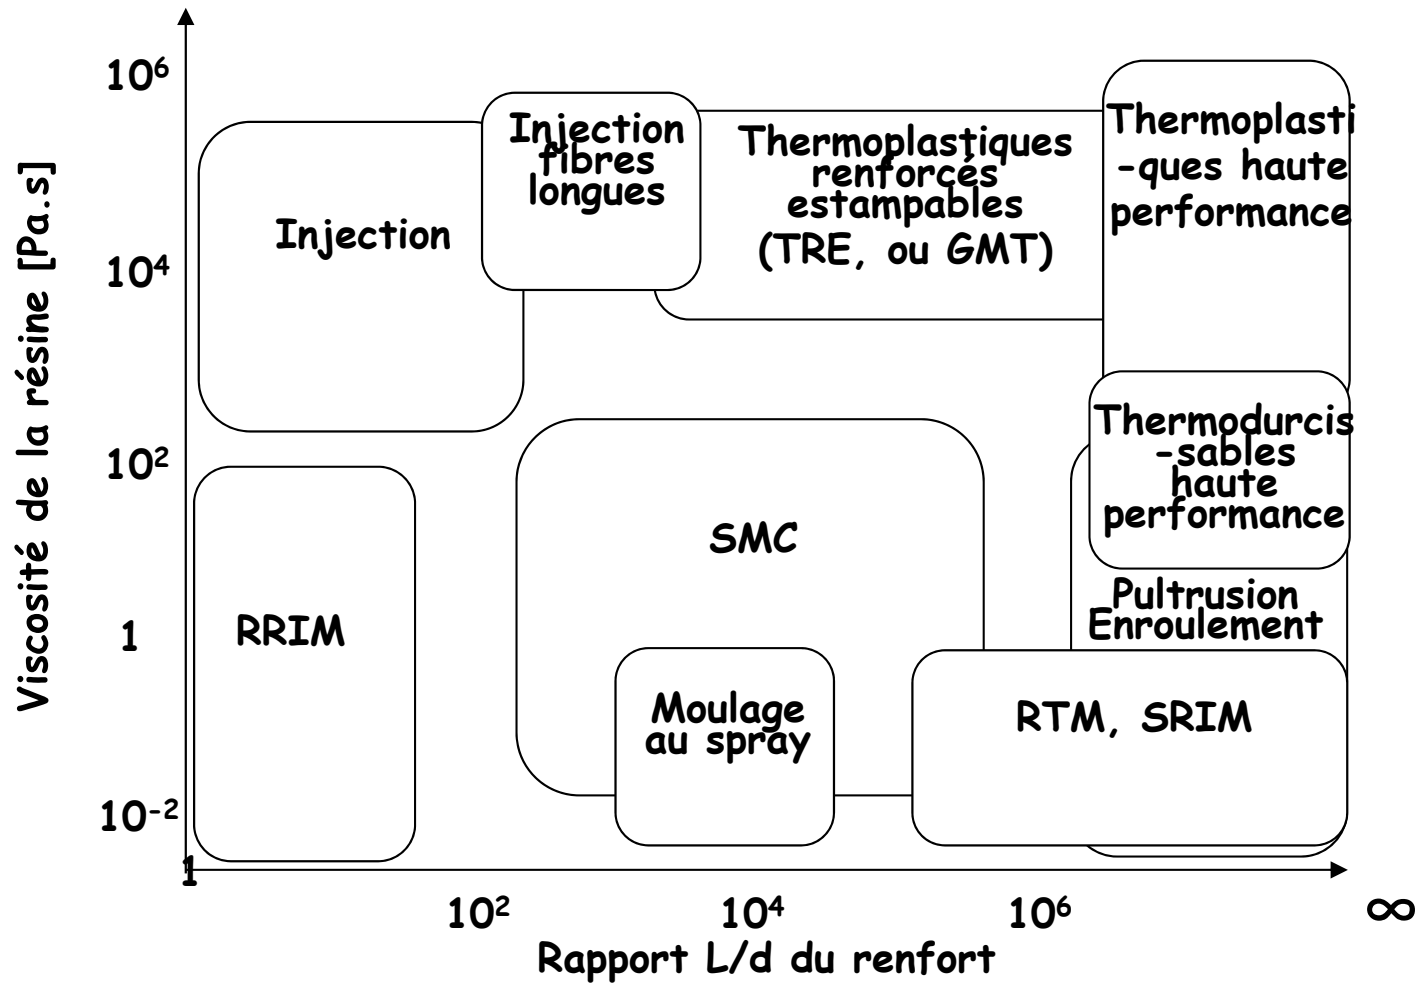 10⁶
10⁴
10²
1
10⁻²
1
Viscosité de la résine [Pa.s]
Injection
Injection
fibres
longues
Thermoplastiques
renforcés
estampables
(TRE, ou GMT)
Thermoplasti
-ques haute
performance
Thermodurcis
-sables
haute
performance
RRIM
SMC
Moulage
au spray
Pultrusion
Enroulement
RTM, SRIM
10² 10⁴ 10⁶ ∞
Rapport L/d du renfort